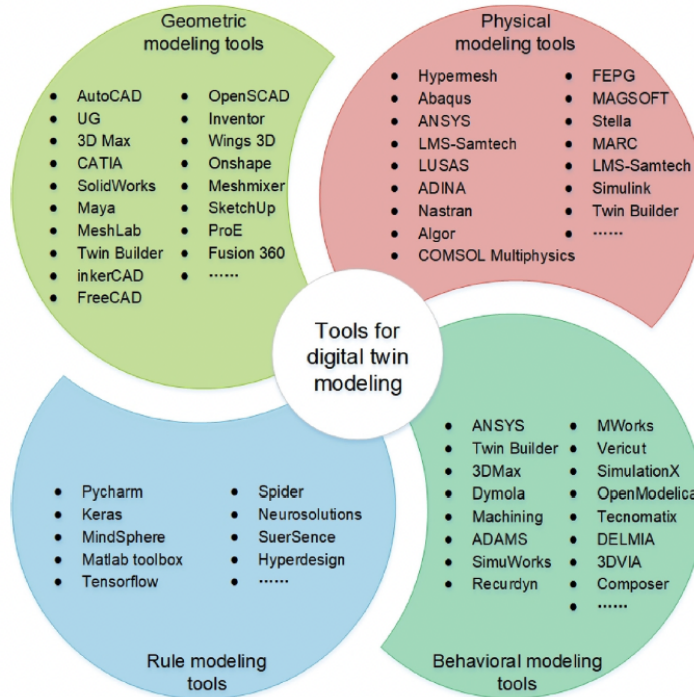 Geometric
modeling tools
● AutoCAD
● UG
● 3D Max
● CATIA
● SolidWorks
● Maya
● MeshLab
● Twin Builder
● inkerCAD
● FreeCAD
● OpenSCAD
● Inventor
● Wings 3D
● Onshape
● Meshmixer
● SketchUp
● ProE
● Fusion 360
● ······
Physical
modeling tools
● Hypermesh
● Abaqus
● ANSYS
● LMS-Samtech
● LUSAS
● ADINA
● Nastran
● Algor
● COMSOL Multiphysics
● FEPG
● MAGSOFT
● Stella
● MARC
● LMS-Samtech
● Simulink
● Twin Builder
● ······
Tools for
digital twin
modeling
● Pycharm
● Keras
● MindSphere
● Matlab toolbox
● Tensorflow
● Spider
● Neurosolutions
● SuerSence
● Hyperdesign
● ······
Rule modeling
tools
● ANSYS
● Twin Builder
● 3DMax
● Dymola
● Machining
● ADAMS
● SimuWorks
● Recurdyn
● MWorks
● Vericut
● SimulationX
● OpenModelica
● Tecnomatix
● DELMIA
● 3DVIA
● Composer
● ······
Behavioral modeling
tools